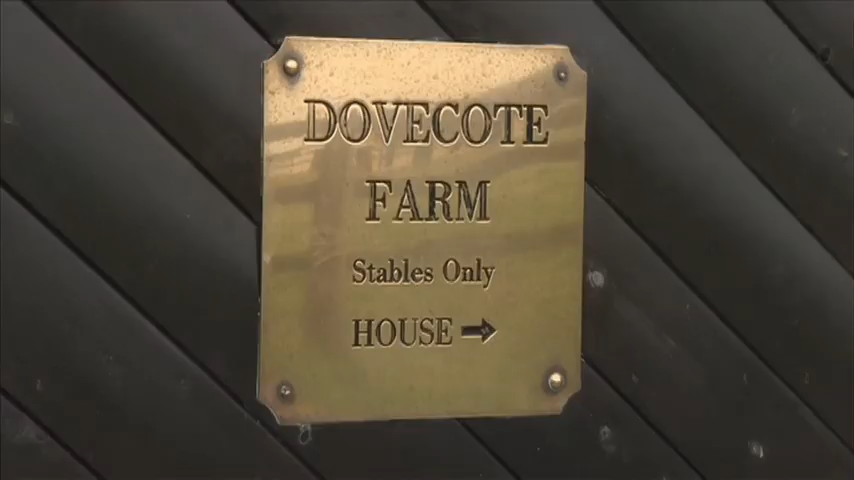 DOVECOTE
FARM
Stables Only
HOUSE →